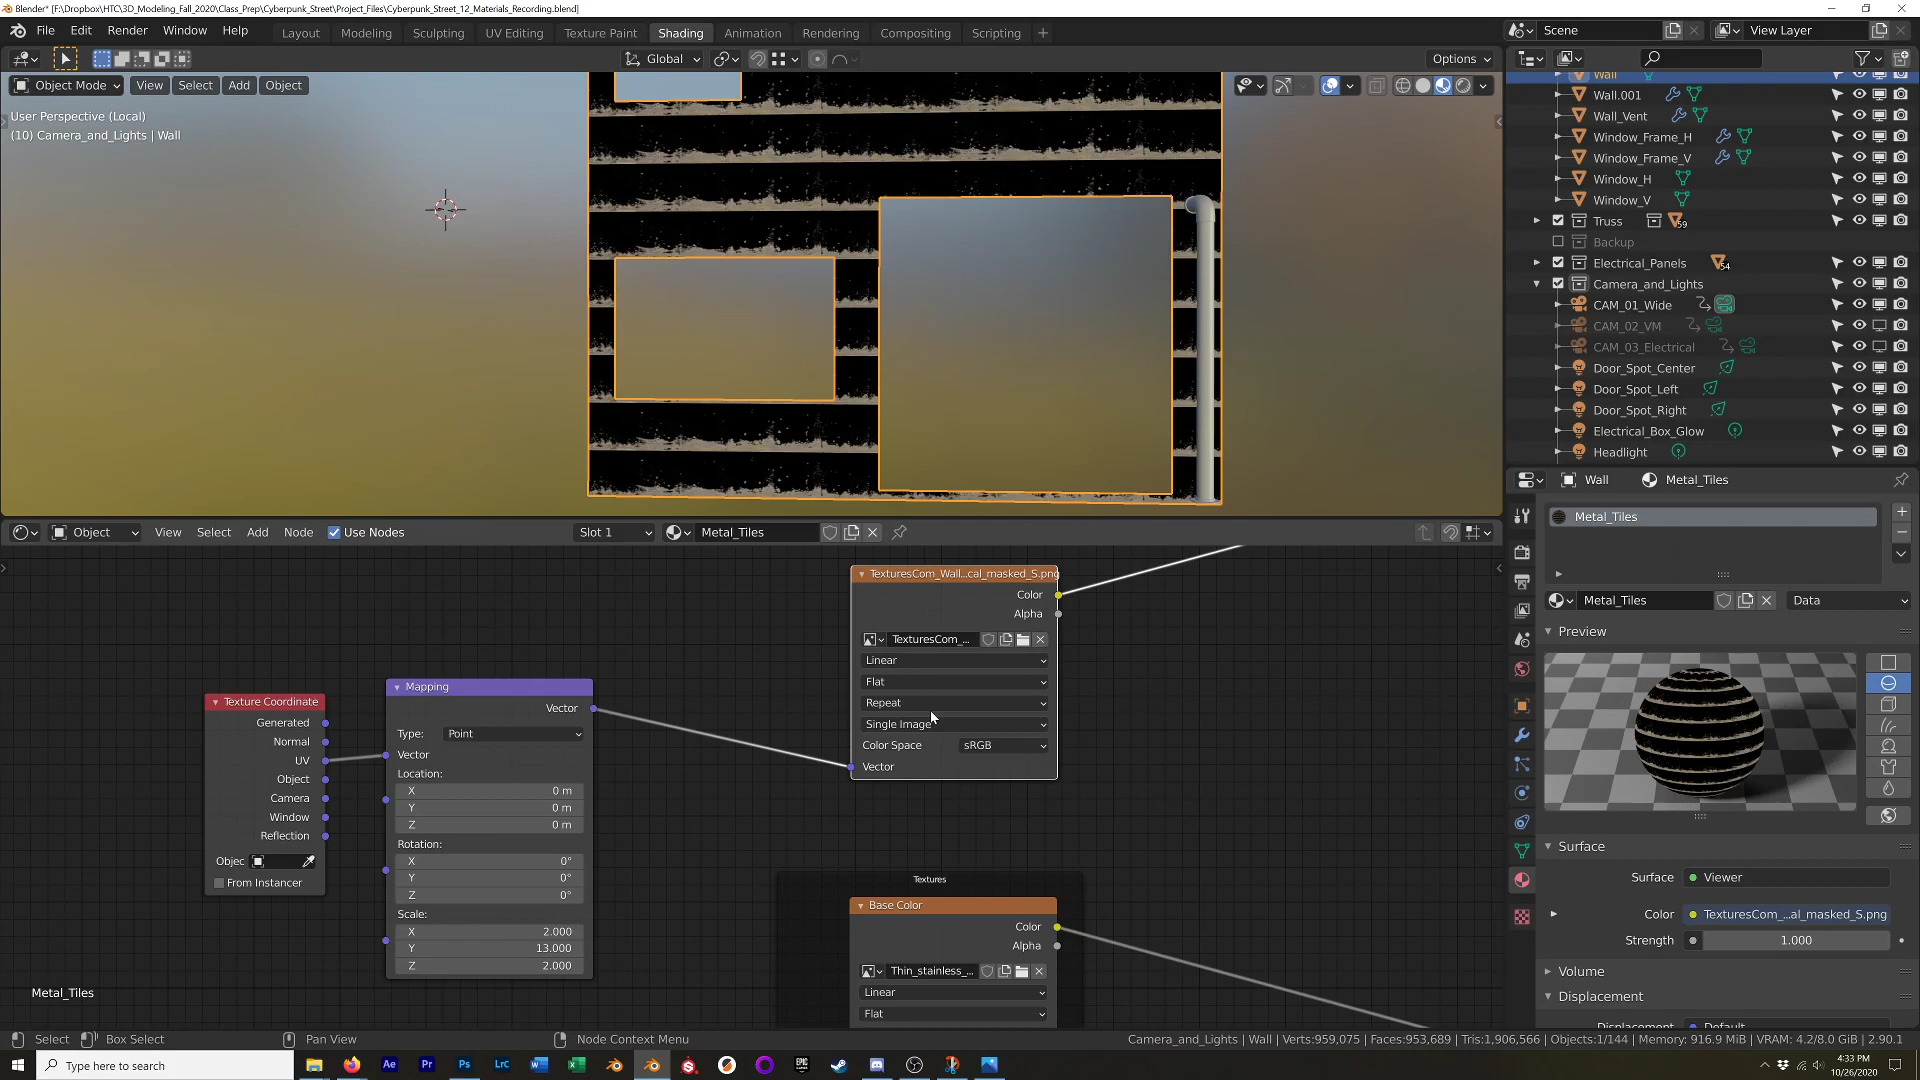 Blender* [F:\Dropbox\HTC\3D_Modeling_Fall_2020\Class_Prep\Cyberpunk_Street\Project_Files\Cyberpunk_Street_12_Materials_Recording.blend]
File Edit Render Window Help Layout Modeling Sculpting UV Editing Texture Paint Shading Animation Rendering Compositing Scripting Scene View Layer
Global Options
Object Mode View Select Add Object
User Perspective (Local)
(10) Camera_and_Lights | Wall
Wall
Wall.001
Wall_Vent
Window_Frame_H
Window_Frame_V
Window_H
Window_V
Truss 59
Backup
Electrical_Panels 54
Camera_and_Lights
CAM_01_Wide
CAM_02_VM
CAM_03_Electrical
Door_Spot_Center
Door_Spot_Left
Door_Spot_Right
Electrical_Box_Glow
Headlight
Wall Metal_Tiles
Metal_Tiles
Metal_Tiles Data
Preview
Surface
Surface Viewer
Color TexturesCom_...al_masked_S.png
Strength 1.000
Volume
Displacement
Displacement Default
Object View Select Add Node Use Nodes Slot 1 Metal_Tiles
TexturesCom_Wall...cal_masked_S.png
Color
Alpha
TexturesCom_...
Linear
Flat
Repeat
Single Image
Color Space sRGB
Vector
Texture Coordinate
Generated
Normal
UV
Object
Camera
Window
Reflection
Objec
From Instancer
Mapping
Vector
Type: Point
Vector
Location:
X 0 m
Y 0 m
Z 0 m
Rotation:
X 0°
Y 0°
Z 0°
Scale:
X 2.000
Y 13.000
Z 2.000
Textures
Base Color
Color
Alpha
Thin_stainless_...
Linear
Flat
Metal_Tiles
Select Box Select Pan View Node Context Menu Camera_and_Lights | Wall | Verts:959,075 | Faces:953,689 | Tris:1,906,566 | Objects:1/144 | Memory: 916.9 MiB | VRAM: 4.2/8.0 GiB | 2.90.1
Type here to search Ae Pr Ps Lrc
4:33 PM
10/26/2020